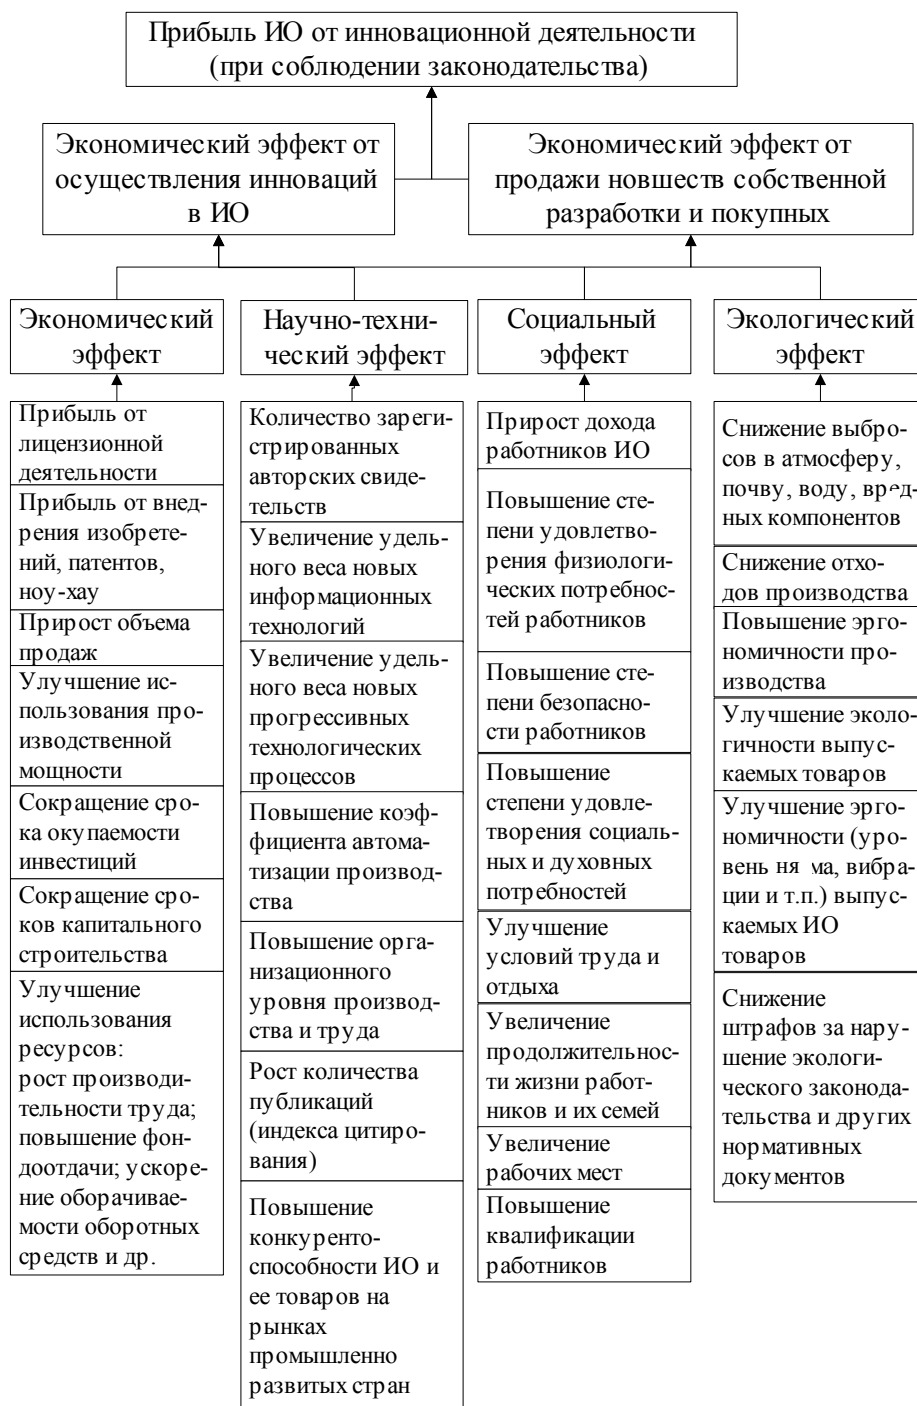 Прибыль ИО от инновационной деятельности
(при соблюдении законодательства)
Экономический эффект от
осуществления инноваций
в ИО
Экономический эффект от
продажи новшеств собственной
разработки и покупных
Экономический
эффект
Научно-техни-
ческий эффект
Социальный
эффект
Экологический
эффект
Прибыль от
лицензионной
деятельности
Прибыль от внед-
рения изобрете-
ний, патентов,
ноу-хау
Прирост объема
продаж
Улучшение ис-
пользования про-
изводственной
мощности
Сокращение сро-
ка окупаемости
инвестиций
Сокращение сро-
ков капитального
строительства
Улучшение
использования
ресурсов:
рост производи-
тельности труда;
повышение фон-
доотдачи; ускоре-
ние оборачивае-
мости оборотных
средств и др.
Количество зареги-
стрированных
авторских свиде-
тельств
Увеличение удель-
ного веса новых
информационных
технологий
Увеличение удель-
ного веса новых
прогрессивных
технологических
процессов
Повышение коэф-
фициента автома-
тизации производ-
ства
Повышение орга-
низационного
уровня производ-
ства и труда
Рост количества
публикаций
(индекса цитиро-
вания)
Повышение
конкуренто-
способности ИО и
ее товаров на
рынках
промышленно
развитых стран
Прирост дохода
работников ИО
Повышение сте-
пени удовлетво-
рения физиологи-
ческих потребнос-
тей работников
Повышение сте-
пени безопасно-
сти работников
Повышение
степени удовле-
творения социаль-
ных и духовных
потребностей
Улучшение
условий труда и
отдыха
Увеличение
продолжительнос-
ти жизни работ-
ников и их семей
Увеличение
рабочих мест
Повышение
квалификации
работников
Снижение выбро-
сов в атмосферу,
почву, воду, вред-
ных компонентов
Снижение отхо-
дов производства
Повышение эрго-
номичности про-
изводства
Улучшение эколо-
гичности выпус-
каемых товаров
Улучшение эрго-
номичности (уро-
вень вибра-
ции и т.п.) выпус-
каемых ИО
товаров
Снижение
штрафов за нару-
шение экологи-
ческого законода-
тельства и других
нормативных
документов